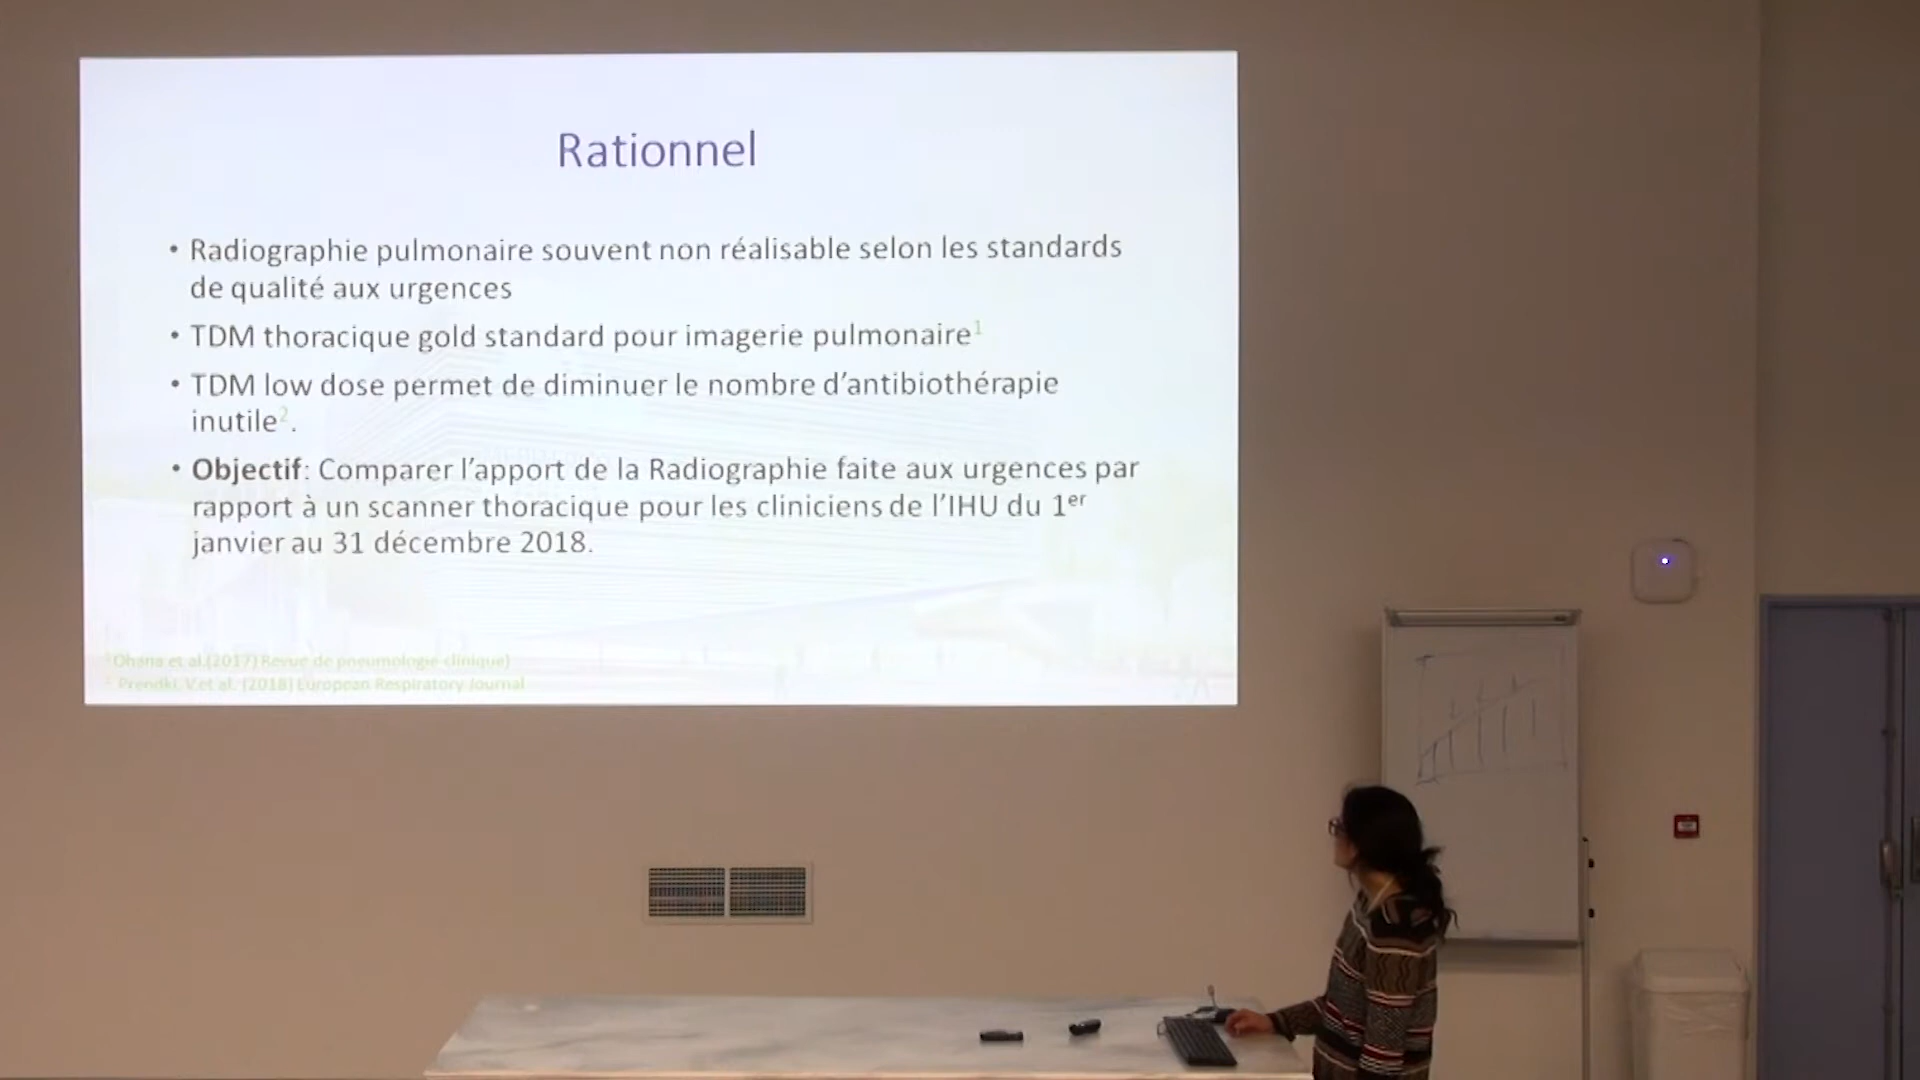 Rationnel
• Radiographie pulmonaire souvent non réalisable selon les standards
de qualité aux urgences
• TDM thoracique gold standard pour imagerie pulmonaire1
• TDM low dose permet de diminuer le nombre d'antibiothérapie
inutile2.
• Objectif: Comparer l'apport de la Radiographie faite aux urgences par
rapport à un scanner thoracique pour les cliniciens de l'IHU du 1er
janvier au 31 décembre 2018.
1 Ohana et al.(2017) Revue de pneumologie clinique)
2 Prendki, V.et al. (2018) European Respiratory Journal